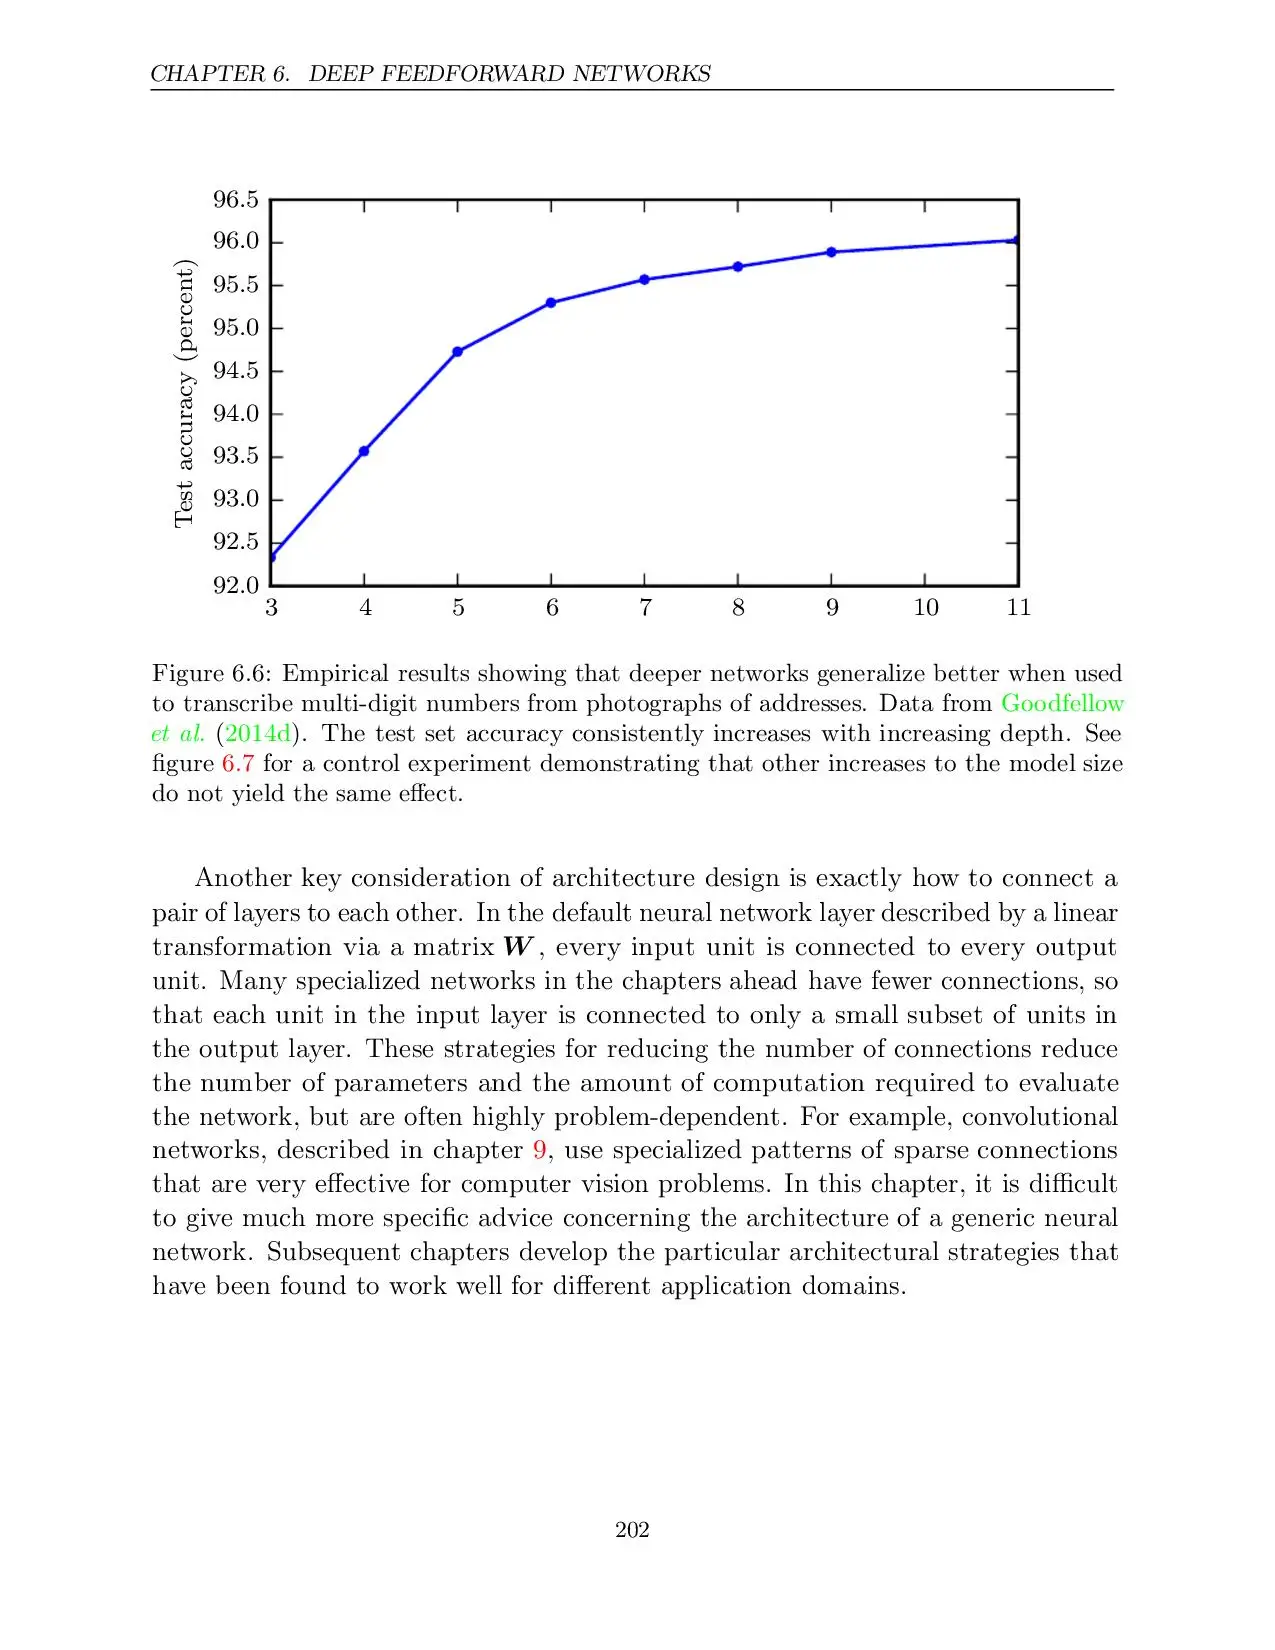 CHAPTER 6. DEEP FEEDFORWARD NETWORKS
96.5
96.0
95.5
95.0
94.5
94.0
93.5
93.0
92.5
92.0
Test accuracy (percent)
3 4 5 6 7 8 9 10 11
Figure 6.6: Empirical results showing that deeper networks generalize better when used
to transcribe multi-digit numbers from photographs of addresses. Data from Goodfellow
et al. (2014d). The test set accuracy consistently increases with increasing depth. See
figure 6.7 for a control experiment demonstrating that other increases to the model size
do not yield the same effect.
Another key consideration of architecture design is exactly how to connect a
pair of layers to each other. In the default neural network layer described by a linear
transformation via a matrix W, every input unit is connected to every output
unit. Many specialized networks in the chapters ahead have fewer connections, so
that each unit in the input layer is connected to only a small subset of units in
the output layer. These strategies for reducing the number of connections reduce
the number of parameters and the amount of computation required to evaluate
the network, but are often highly problem-dependent. For example, convolutional
networks, described in chapter 9, use specialized patterns of sparse connections
that are very effective for computer vision problems. In this chapter, it is difficult
to give much more specific advice concerning the architecture of a generic neural
network. Subsequent chapters develop the particular architectural strategies that
have been found to work well for different application domains.
202